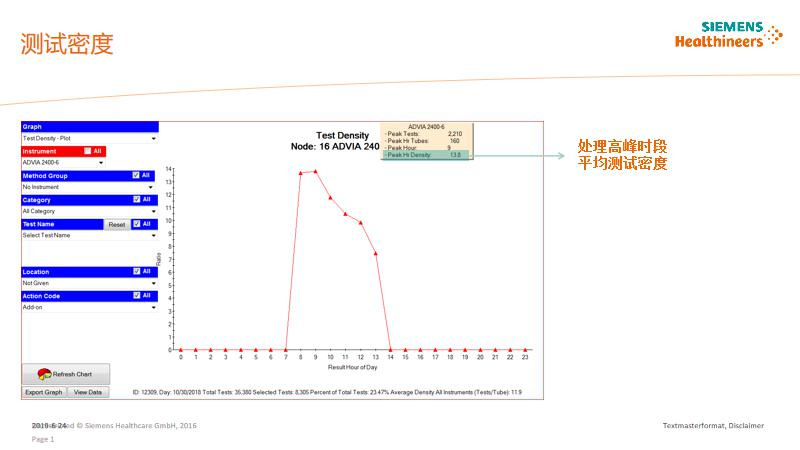 测试密度
SIEMENS
Healthineers
Graph
Test Density - Plot
Instrument All
ADVIA 2400-6
Method Group All
No Instrument
Category All
All Category
Test Name Reset All
Select Test Name
Location All
Not Given
Action Code All
Add-on
Refresh Chart
Export Graph View Data
Test Density
Node: 16 ADVIA 240
ADVIA 2400-6
- Peak Tests: 2,210
- Peak Hr Tubes: 160
- Peak Hour: 9
- Peak Hr Density: 13.8
处理高峰时段
平均测试密度
14
13
12
11
10
9
8
7
6
5
4
3
2
1
0
Ratio
0 1 2 3 4 5 6 7 8 9 10 11 12 13 14 15 16 17 18 19 20 21 22 23
Result Hour of Day
ID: 12309, Day: 10/30/2018 Total Tests: 35,380 Selected Tests: 8,305 Percent of Total Tests: 23.47% Average Density All Instruments (Tests/Tube): 11.9
2019-6-24 © Siemens Healthcare GmbH, 2016
Textmasterformat, Disclaimer
Page 1